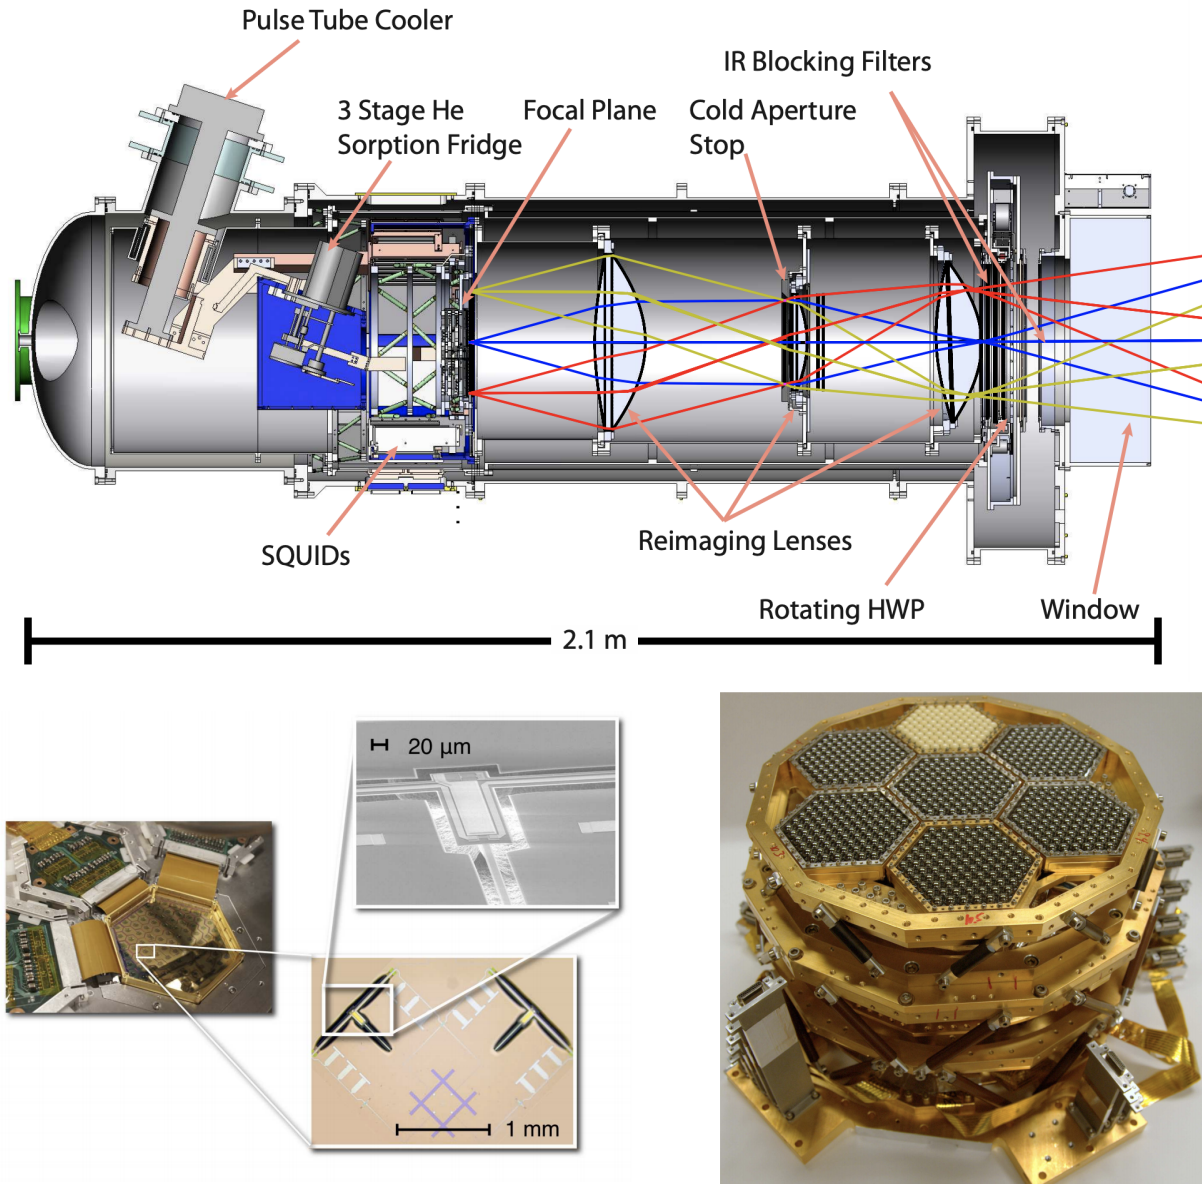 Pulse Tube Cooler
IR Blocking Filters
3 Stage He
Sorption Fridge
Focal Plane
Cold Aperture
Stop
SQUIDs
Reimaging Lenses
Rotating HWP
Window
2.1 m
20 µm
1 mm